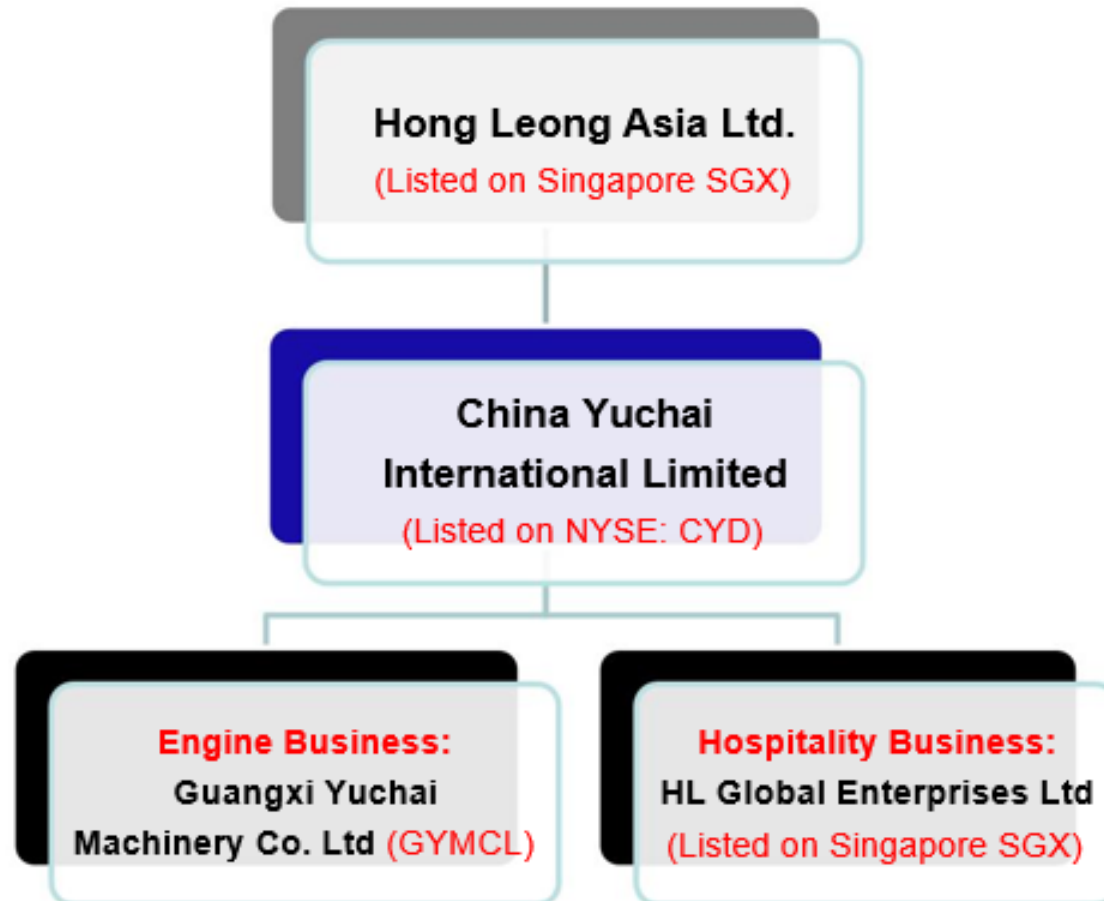 Hong Leong Asia Ltd.
(Listed on Singapore SGX)
China Yuchai
International Limited
(Listed on NYSE: CYD)
Engine Business:
Guangxi Yuchai
Machinery Co. Ltd (GYMCL)
Hospitality Business:
HL Global Enterprises Ltd
(Listed on Singapore SGX)